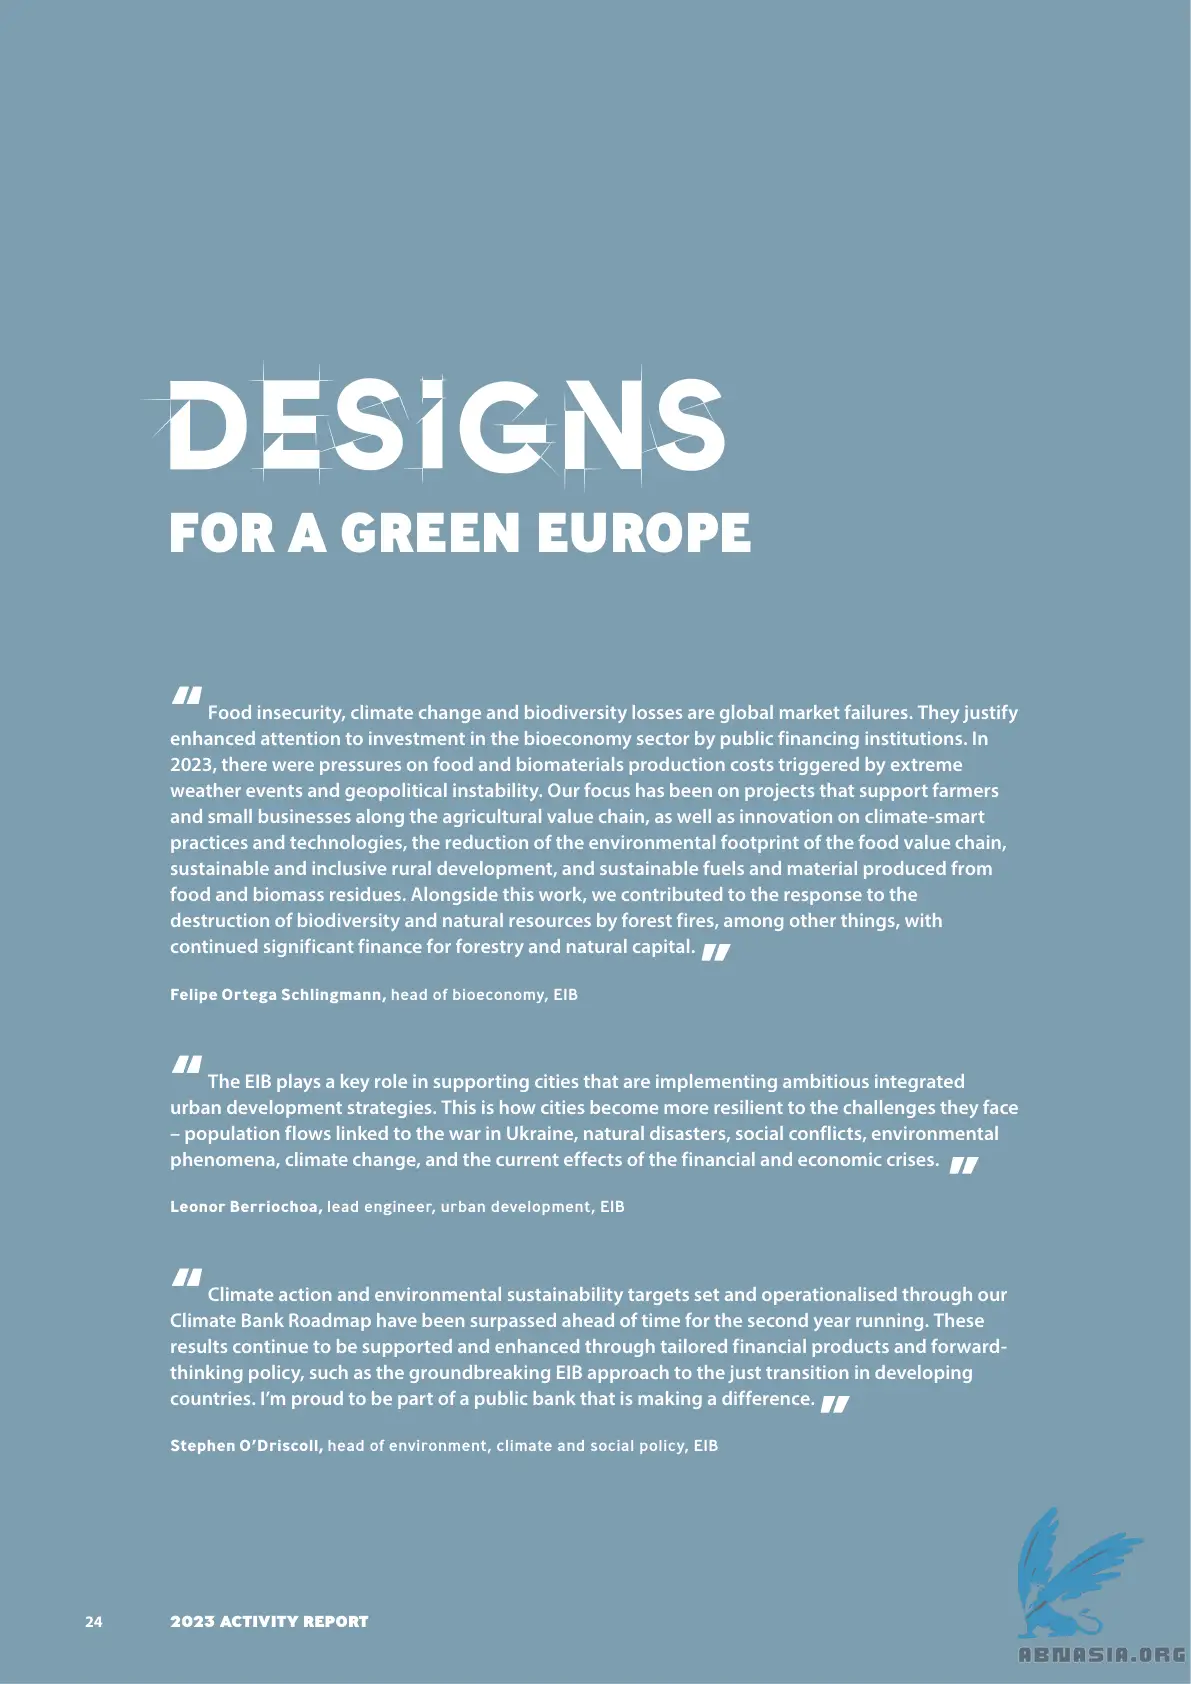 DESIGNS
FOR A GREEN EUROPE
“ Food insecurity, climate change and biodiversity losses are global market failures. They justify
enhanced attention to investment in the bioeconomy sector by public financing institutions. In
2023, there were pressures on food and biomaterials production costs triggered by extreme
weather events and geopolitical instability. Our focus has been on projects that support farmers
and small businesses along the agricultural value chain, as well as innovation on climate-smart
practices and technologies, the reduction of the environmental footprint of the food value chain,
sustainable and inclusive rural development, and sustainable fuels and material produced from
food and biomass residues. Alongside this work, we contributed to the response to the
destruction of biodiversity and natural resources by forest fires, among other things, with
continued significant finance for forestry and natural capital. ”
Felipe Ortega Schlingmann, head of bioeconomy, EIB
“ The EIB plays a key role in supporting cities that are implementing ambitious integrated
urban development strategies. This is how cities become more resilient to the challenges they face
– population flows linked to the war in Ukraine, natural disasters, social conflicts, environmental
phenomena, climate change, and the current effects of the financial and economic crises. ”
Leonor Berriochoa, lead engineer, urban development, EIB
“ Climate action and environmental sustainability targets set and operationalised through our
Climate Bank Roadmap have been surpassed ahead of time for the second year running. These
results continue to be supported and enhanced through tailored financial products and forward-
thinking policy, such as the groundbreaking EIB approach to the just transition in developing
countries. I’m proud to be part of a public bank that is making a difference. ”
Stephen O’Driscoll, head of environment, climate and social policy, EIB
24 2023 ACTIVITY REPORT
ABNASIA.ORG